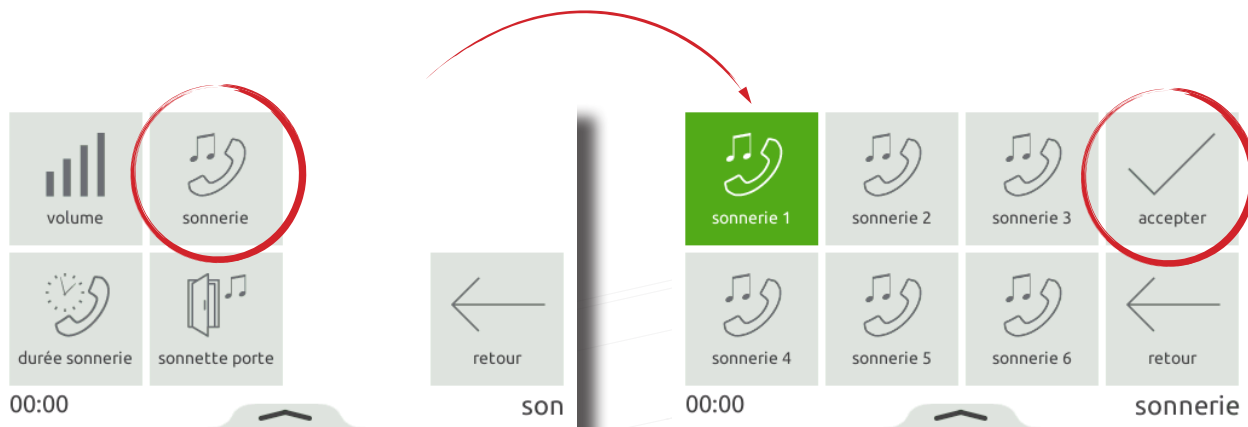 volume
sonnerie
durée sonnerie
sonnette porte
retour
00:00
son
sonnerie 1
sonnerie 2
sonnerie 3
accepter
sonnerie 4
sonnerie 5
sonnerie 6
retour
00:00
sonnerie